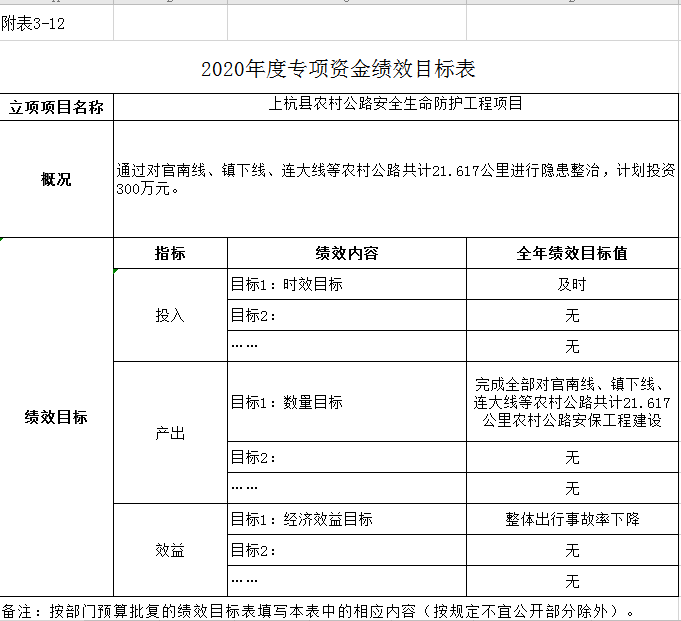 附表3-12
2020年度专项资金绩效目标表
立项项目名称
上杭县农村公路安全生命防护工程项目
概况
通过对官南线、镇下线、连大线等农村公路共计21.617公里进行隐患整治，计划投资
300万元。
绩效目标
指标
绩效内容
全年绩效目标值
投入
目标1：时效目标
及时
目标2：
无
……
无
产出
目标1：数量目标
完成全部对官南线、镇下线、
连大线等农村公路共计21.617
公里农村公路安保工程建设
目标2：
无
……
无
效益
目标1：经济效益目标
整体出行事故率下降
目标2：
无
……
无
备注：按部门预算批复的绩效目标表填写本表中的相应内容（按规定不宜公开部分除外）。